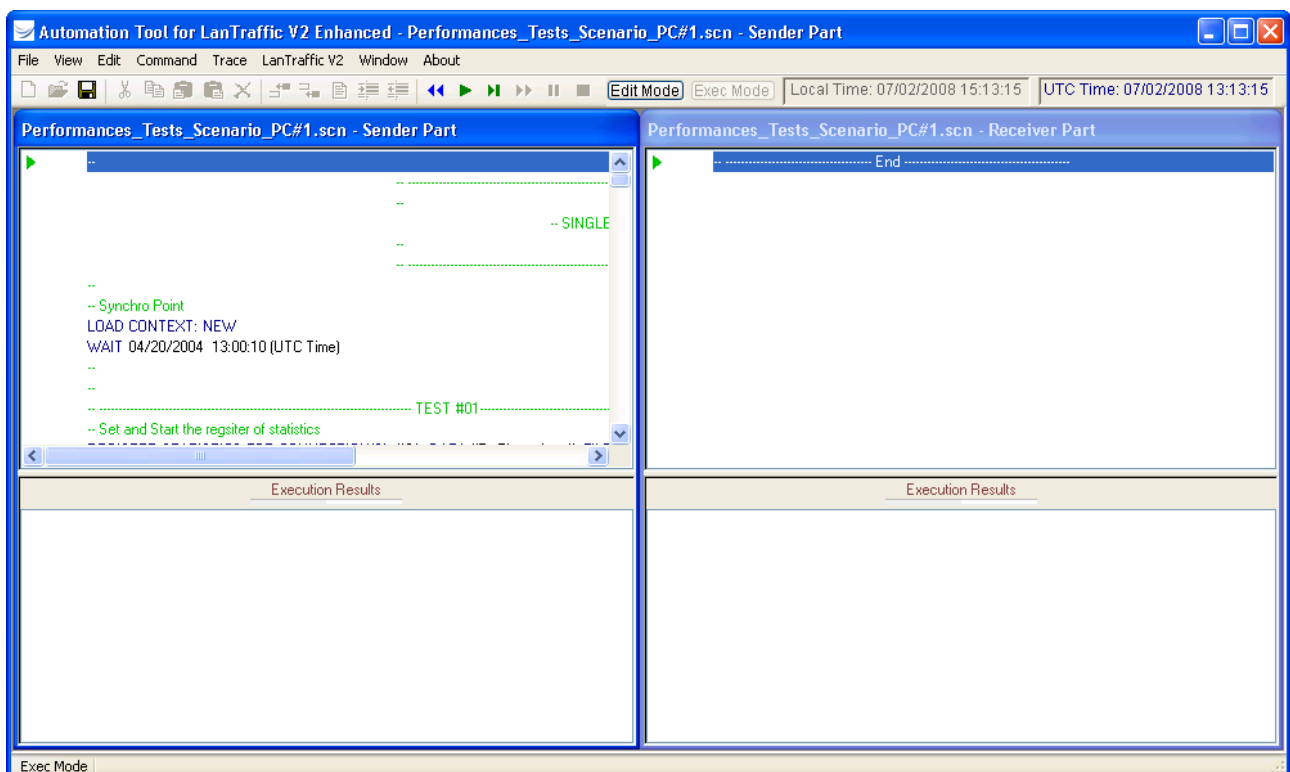 Automation Tool for LanTraffic V2 Enhanced - Performances_Tests_Scenario_PC#1.scn - Sender Part
File View Edit Command Trace LanTraffic V2 Window About
Edit Mode Exec Mode Local Time: 07/02/2008 15:13:15 UTC Time: 07/02/2008 13:13:15
Performances_Tests_Scenario_PC#1.scn - Sender Part
--
-- ----------------------------------------------------
--
-- SINGLE
--
-- ----------------------------------------------------
--
-- Synchro Point
LOAD CONTEXT: NEW
WAIT 04/20/2004 13:00:10 (UTC Time)
--
--
-- -------------------------------------------------------------------------------- TEST #01---------------------------------
-- Set and Start the regsiter of statistics
Execution Results
Performances_Tests_Scenario_PC#1.scn - Receiver Part
-- -------------------------------------- End -------------------------------------------
Execution Results
Exec Mode